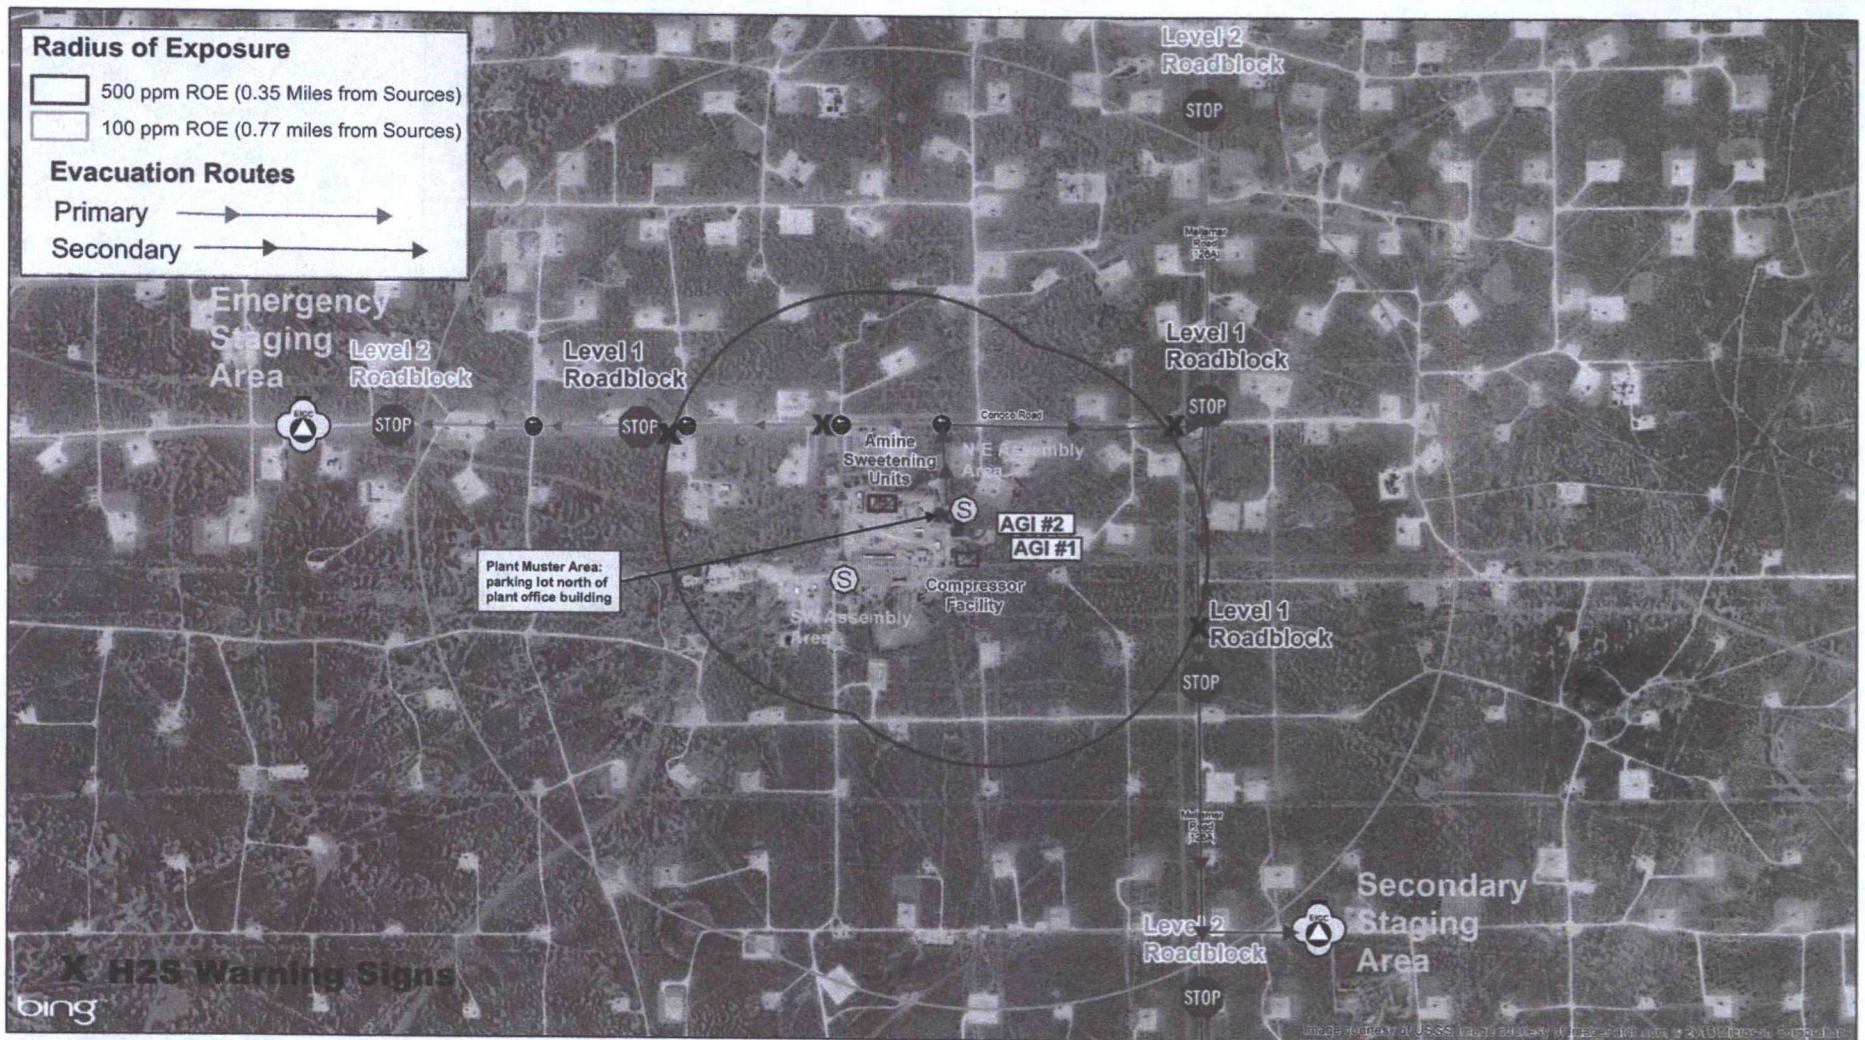 Radius of Exposure
500 ppm ROE (0.35 Miles from Sources)
100 ppm ROE (0.77 miles from Sources)
Evacuation Routes
Primary
Secondary
Level 2
Roadblock
STOP
Emergency
Staging
Area
EICC
Level 2
Roadblock
STOP
Level 1
Roadblock
STOP
X
X
Conoco Road
X
Level 1
Roadblock
STOP
Amine
Sweetening
Units
N E Assembly
Area
S
AGI #2
AGI #1
Plant Muster Area:
parking lot north of
plant office building
S
Compressor
Facility
SW Assembly
Area
X
Level 1
Roadblock
STOP
Secondary
Staging
Area
EICC
Level 2
Roadblock
STOP
X H2S Warning Signs
bing